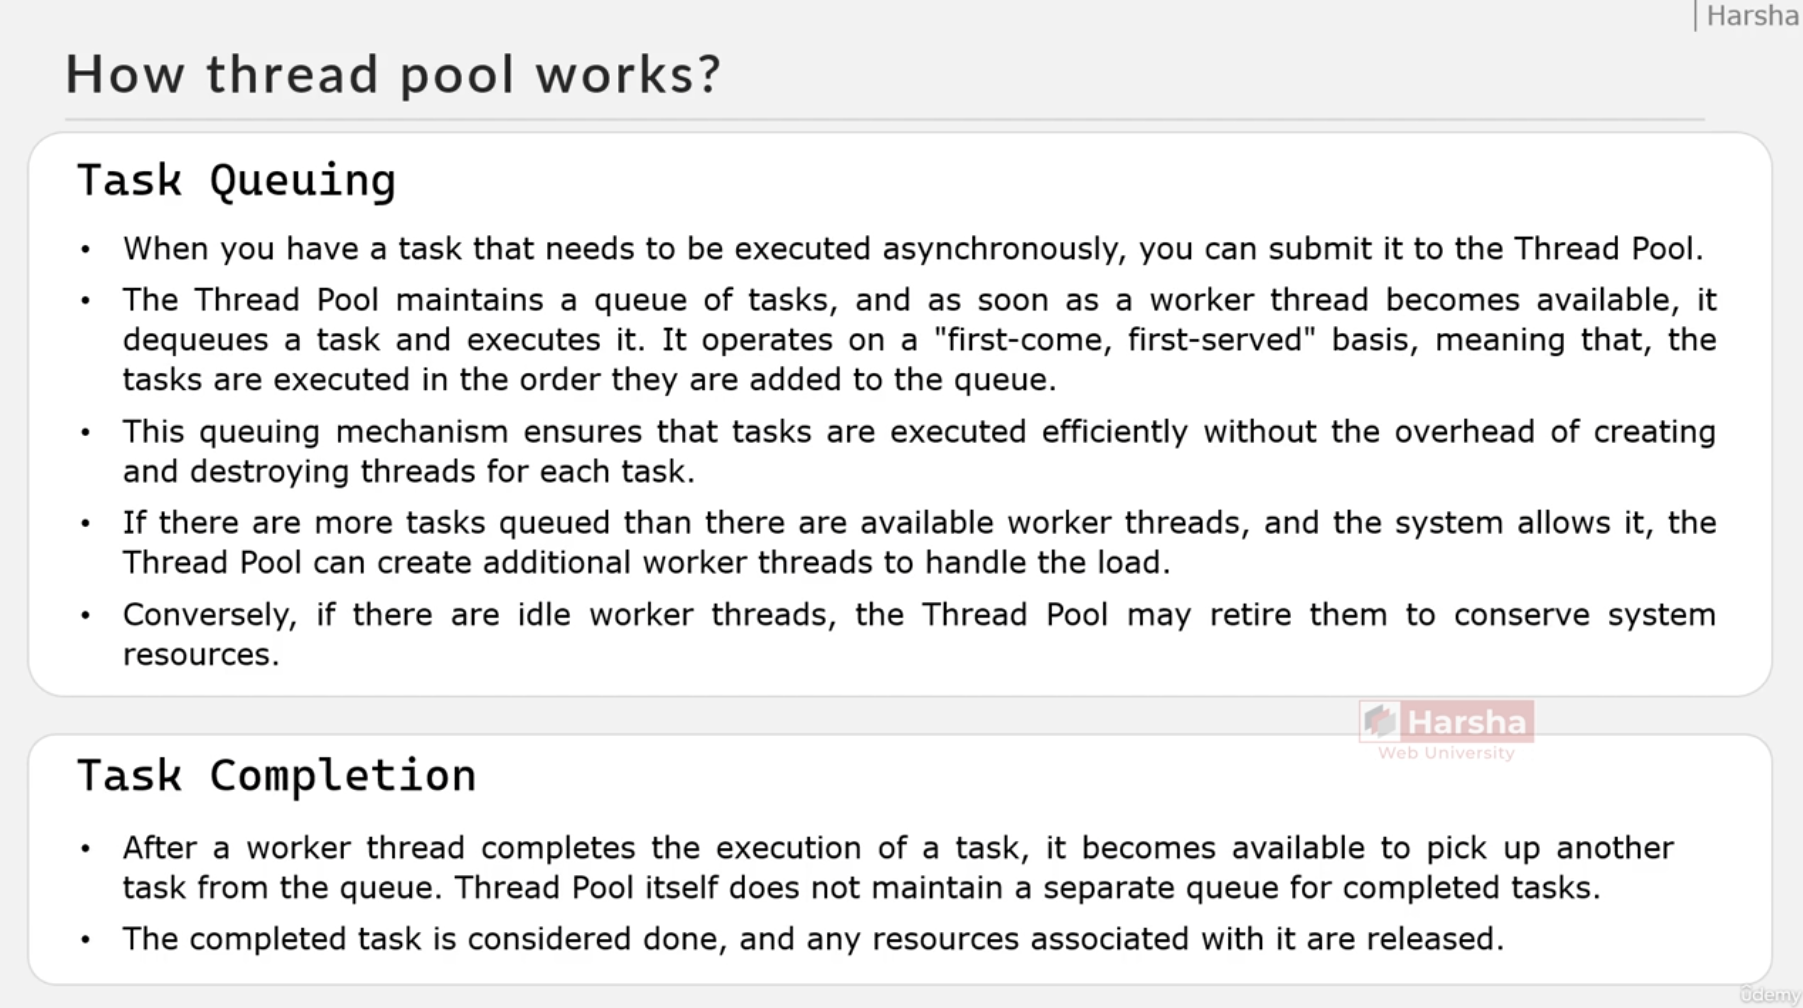 Harsha
How thread pool works?
Task Queuing
• When you have a task that needs to be executed asynchronously, you can submit it to the Thread Pool.
• The Thread Pool maintains a queue of tasks, and as soon as a worker thread becomes available, it
dequeues a task and executes it. It operates on a "first-come, first-served" basis, meaning that, the
tasks are executed in the order they are added to the queue.
• This queuing mechanism ensures that tasks are executed efficiently without the overhead of creating
and destroying threads for each task.
• If there are more tasks queued than there are available worker threads, and the system allows it, the
Thread Pool can create additional worker threads to handle the load.
• Conversely, if there are idle worker threads, the Thread Pool may retire them to conserve system
resources.
Harsha
Web University
Task Completion
• After a worker thread completes the execution of a task, it becomes available to pick up another
task from the queue. Thread Pool itself does not maintain a separate queue for completed tasks.
• The completed task is considered done, and any resources associated with it are released.
ûdemy